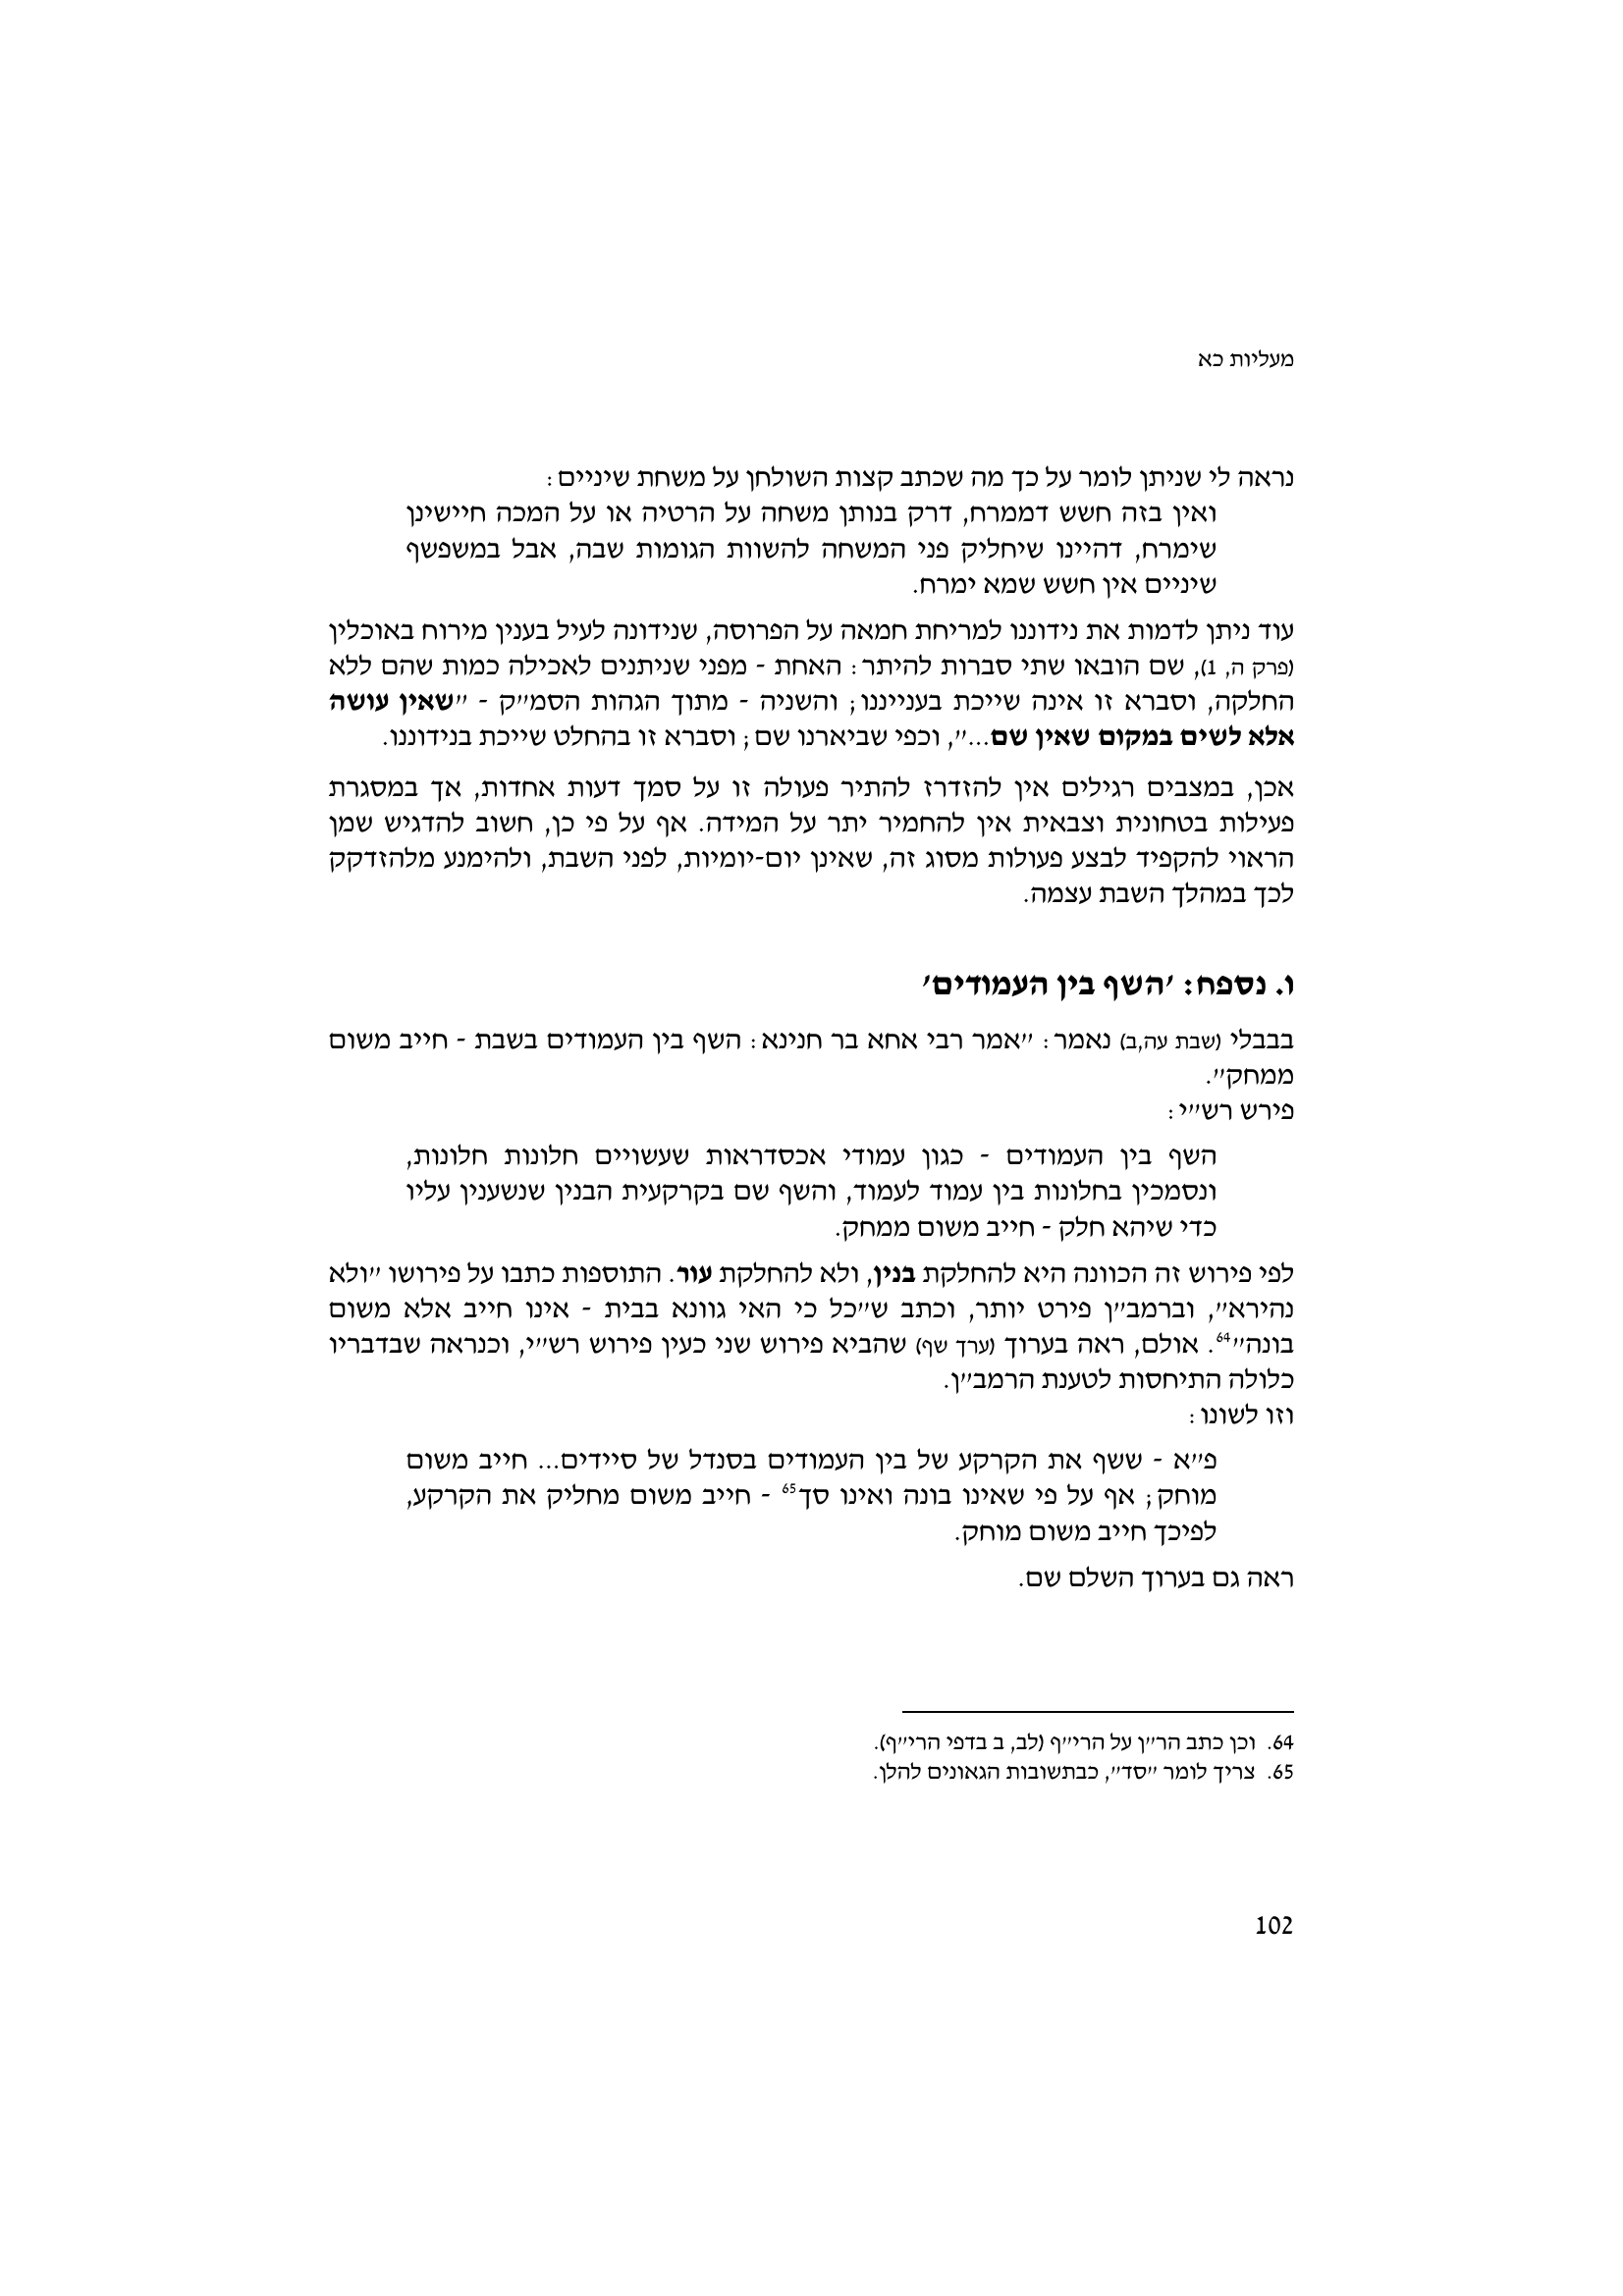 מעליות כא
נראה לי שניתן לומר על כך מה שכתב קצות השולחן על משחת שיניים:
ואין בזה חשש דממרח, דרק בנותן משחה על הרטיה או על המכה חיישינן
שימרח, דהיינו שיחליק פני המשחה להשוות הגומות שבה, אבל במשפשף
שיניים אין חשש שמא ימרח.
עוד ניתן לדמות את נידוננו למריחת חמאה על הפרוסה, שנידונה לעיל בענין מירוח באוכלין
(פרק ה, 1), שם הובאו שתי סברות להיתר: האחת - מפני שניתנים לאכילה כמות שהם ללא
החלקה, וסברא זו אינה שייכת בענייננו; והשניה - מתוך הגהות הסמ״ק - ״שאין עושה
אלא לשים במקום שאין שם...״, וכפי שביארנו שם; וסברא זו בהחלט שייכת בנידוננו.
אכן, במצבים רגילים אין להזדרז להתיר פעולה זו על סמך דעות אחדות, אך במסגרת
פעילות בטחונית וצבאית אין להחמיר יתר על המידה. אף על פי כן, חשוב להדגיש שמן
הראוי להקפיד לבצע פעולות מסוג זה, שאינן יום-יומיות, לפני השבת, ולהימנע מלהזדקק
לכך במהלך השבת עצמה.
ו. נספח: ׳השף בין העמודים׳
בבבלי (שבת עה,ב) נאמר: ״אמר רבי אחא בר חנינא: השף בין העמודים בשבת - חייב משום
ממחק״.
פירש רש״י:
השף בין העמודים - כגון עמודי אכסדראות שעשויים חלונות חלונות,
ונסמכין בחלונות בין עמוד לעמוד, והשף שם בקרקעית הבנין שנשענין עליו
כדי שיהא חלק - חייב משום ממחק.
לפי פירוש זה הכוונה היא להחלקת בנין, ולא להחלקת עור. התוספות כתבו על פירושו ״ולא
נהירא״, וברמב״ן פירט יותר, וכתב ש״כל כי האי גוונא בבית - אינו חייב אלא משום
בונה״64. אולם, ראה בערוך (ערך שף) שהביא פירוש שני כעין פירוש רש״י, וכנראה שבדבריו
כלולה התיחסות לטענת הרמב״ן.
וזו לשונו:
פ״א - ששף את הקרקע של בין העמודים בסנדל של סיידים... חייב משום
מוחק; אף על פי שאינו בונה ואינו סך65 - חייב משום מחליק את הקרקע,
לפיכך חייב משום מוחק.
ראה גם בערוך השלם שם.
64. וכן כתב הר״ן על הרי״ף (לב, ב בדפי הרי״ף).
65. צריך לומר ״סד״, כבתשובות הגאונים להלן.
102